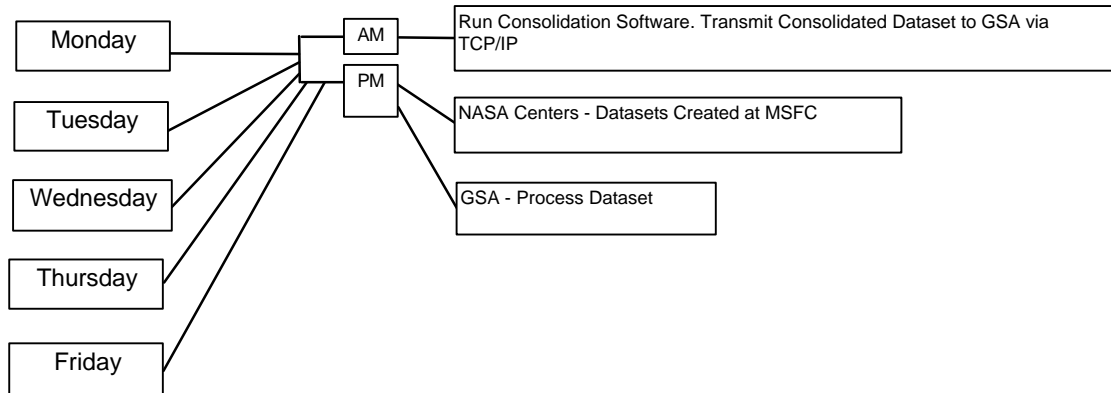 Monday
Tuesday
Wednesday
Thursday
Friday
AM
PM
Run Consolidation Software. Transmit Consolidated Dataset to GSA via
TCP/IP
NASA Centers - Datasets Created at MSFC
GSA - Process Dataset